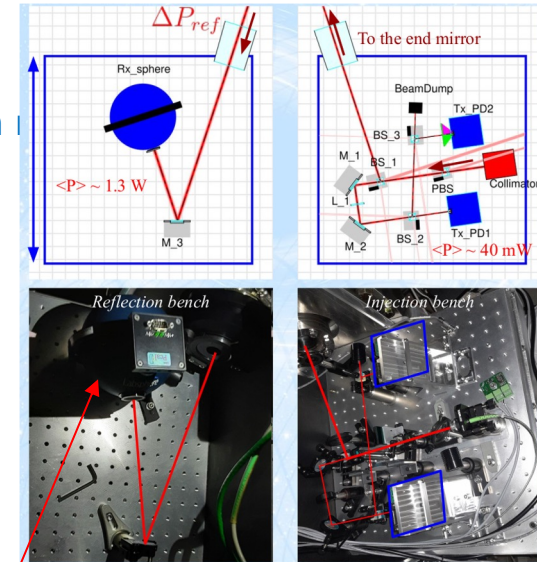 ΔP_ref
Rx_sphere
<P> ~ 1.3 W
M_3
To the end mirror
BeamDump
Tx_PD2
BS_3
M_1
BS_1
Collimator
PBS
L_1
M_2
BS_2
Tx_PD1
<P> ~ 40 mW
Reflection bench
Injection bench